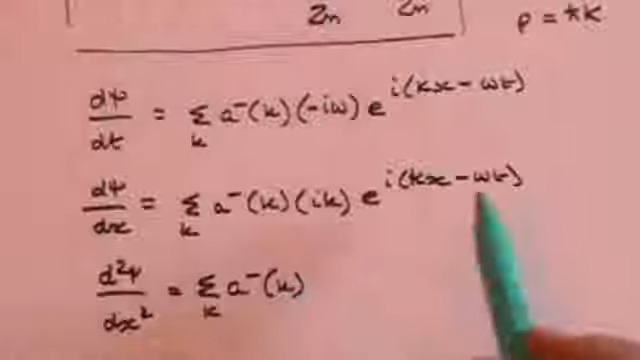 2m 2m
p = ħk
dψ/dt = Σ_k a⁻(k)(-iω) e^{i(kx - ωt)}
dψ/dx = Σ_k a⁻(k)(ik) e^{i(kx - ωt)}
d²ψ/dx² = Σ_k a⁻(k)